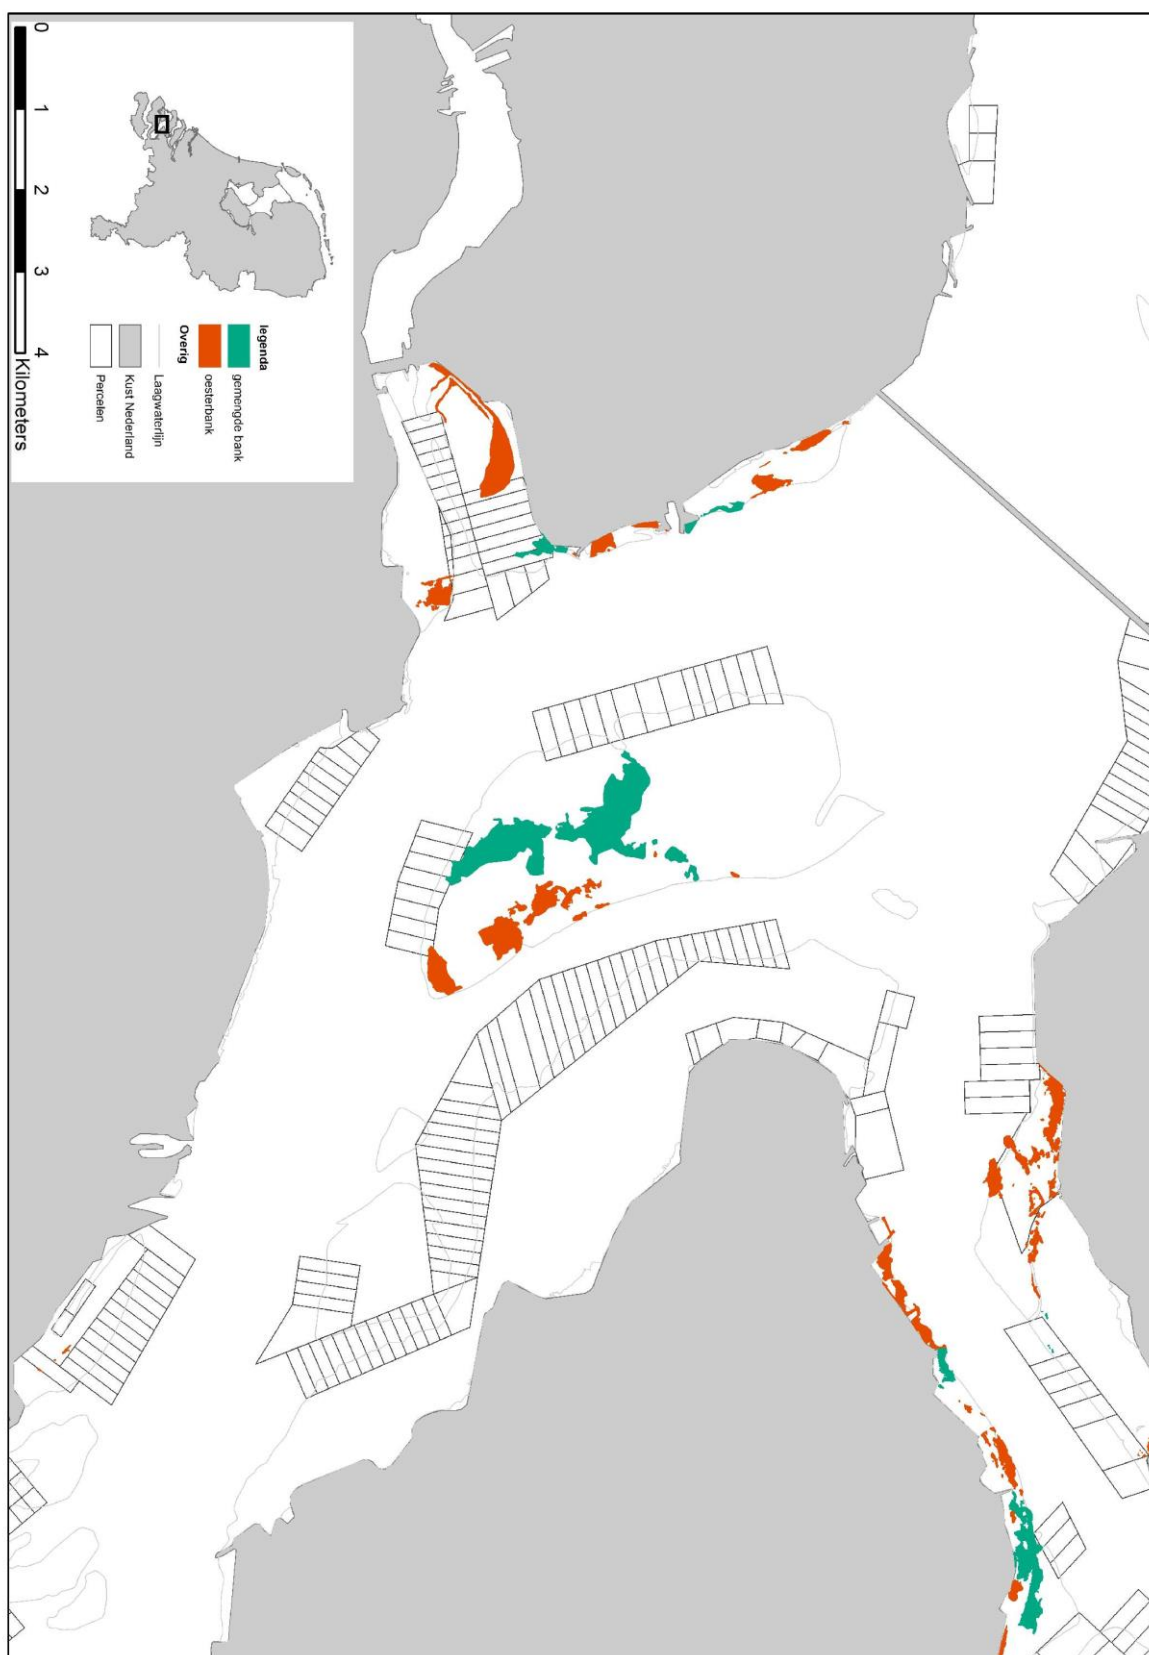 legenda
gemengde bank
oesterbank
Overig
Laagwaterlijn
Kust Nederland
Percelen
0 1 2 3 4
Kilometers